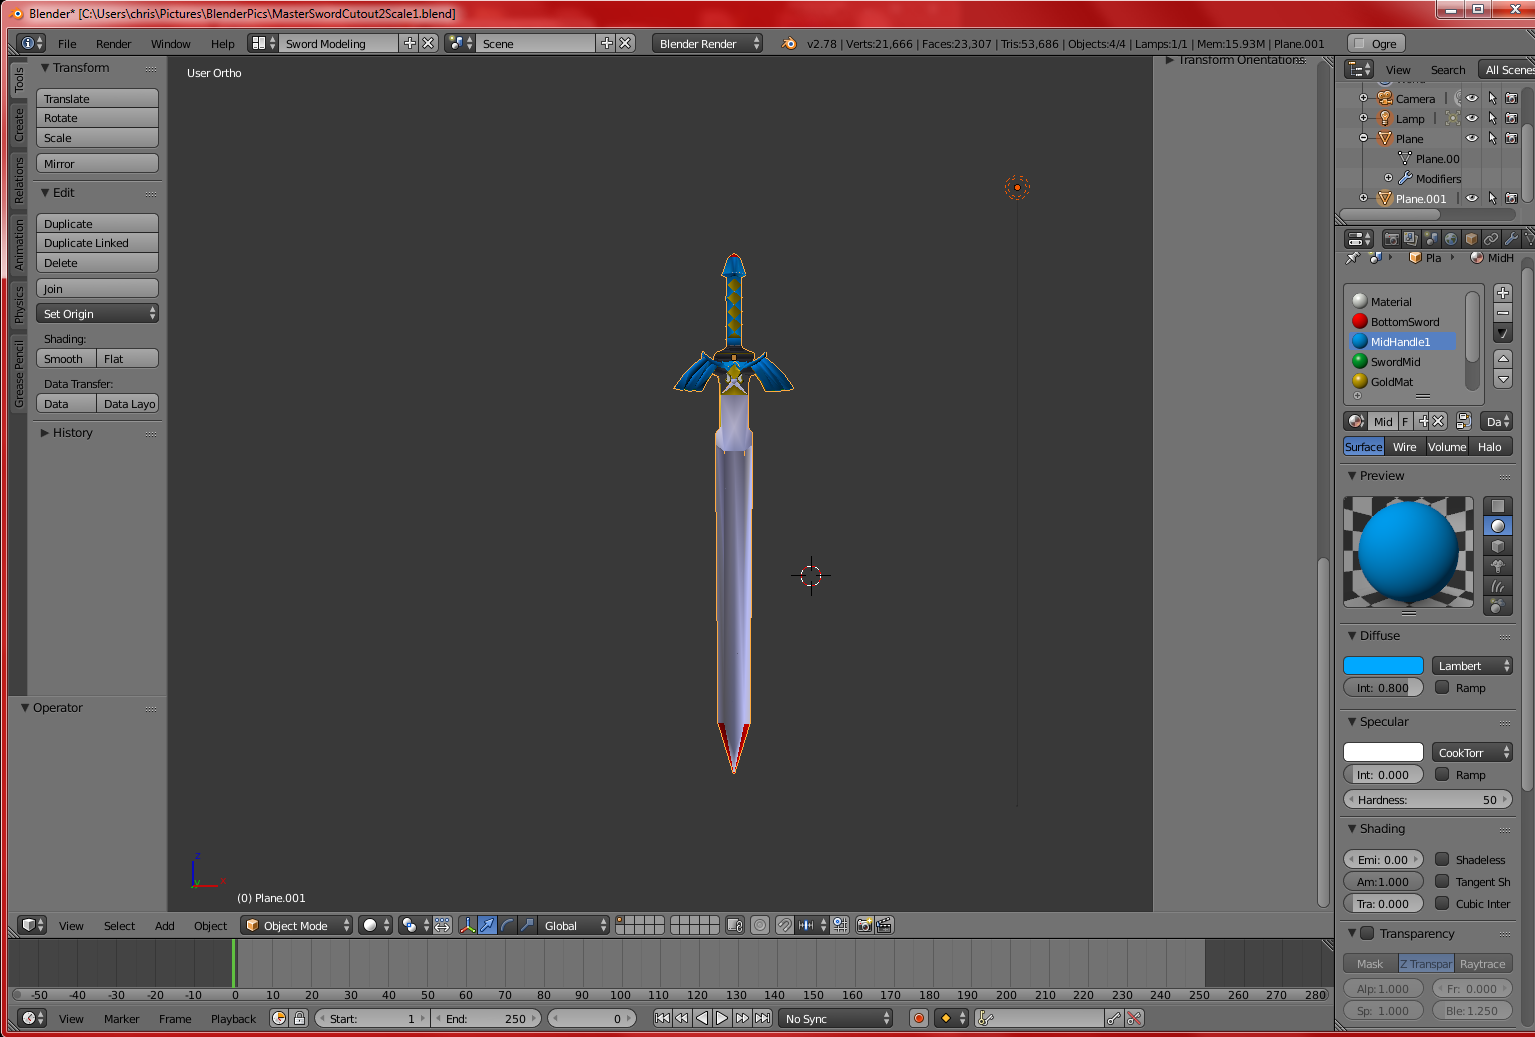 Blender* [C:\Users\chris\Pictures\BlenderPics\MasterSwordCutout2Scale1.blend]
File Render Window Help Sword Modeling Scene Blender Render v2.78 | Verts:21,666 | Faces:23,307 | Tris:53,686 | Objects:4/4 | Lamps:1/1 | Mem:15.93M | Plane.001 Ogre
Tools
Create
Relations
Animation
Physics
Grease Pencil
Transform
Translate
Rotate
Scale
Mirror
Edit
Duplicate
Duplicate Linked
Delete
Join
Set Origin
Shading:
Smooth Flat
Data Transfer:
Data Data Layo
History
Operator
User Ortho
z
y
x
(0) Plane.001
Transform Orientations
View Search All Scenes
Camera
Lamp
Plane
Plane.00
Modifiers
Plane.001
Pla MidH
Material
BottomSword
MidHandle1
SwordMid
GoldMat
Mid F Da
Surface Wire Volume Halo
Preview
Diffuse
Lambert
Int: 0.800 Ramp
Specular
CookTorr
Int: 0.000 Ramp
Hardness: 50
Shading
Emi: 0.00 Shadeless
Am:1.000 Tangent Sh
Tra: 0.000 Cubic Inter
Transparency
Mask Z Transpar Raytrace
Alp:1.000 Fr: 0.000
Sp: 1.000 Ble:1.250
View Select Add Object Object Mode Global
-50 -40 -30 -20 -10 0 10 20 30 40 50 60 70 80 90 100 110 120 130 140 150 160 170 180 190 200 210 220 230 240 250 260 270 280
View Marker Frame Playback Start: 1 End: 250 0 No Sync